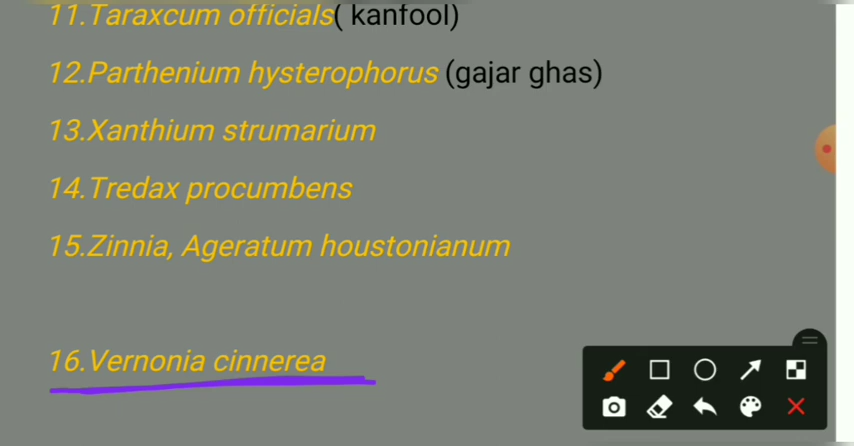 11.Taraxcum officials( kanfool)
12.Parthenium hysterophorus (gajar ghas)
13.Xanthium strumarium
14.Tredax procumbens
15.Zinnia, Ageratum houstonianum
16.Vernonia cinnerea